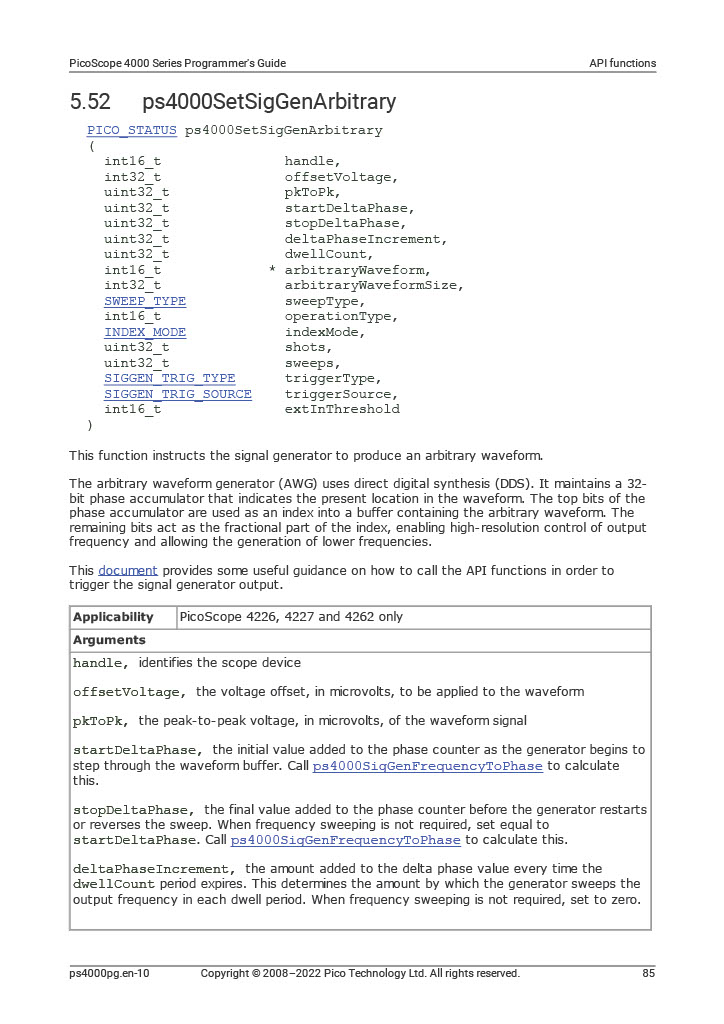 PicoScope 4000 Series Programmer's Guide API functions
5.52 ps4000SetSigGenArbitrary
PICO_STATUS ps4000SetSigGenArbitrary
(
int16_t handle,
int32_t offsetVoltage,
uint32_t pkToPk,
uint32_t startDeltaPhase,
uint32_t stopDeltaPhase,
uint32_t deltaPhaseIncrement,
uint32_t dwellCount,
int16_t * arbitraryWaveform,
int32_t arbitraryWaveformSize,
SWEEP_TYPE sweepType,
int16_t operationType,
INDEX_MODE indexMode,
uint32_t shots,
uint32_t sweeps,
SIGGEN_TRIG_TYPE triggerType,
SIGGEN_TRIG_SOURCE triggerSource,
int16_t extInThreshold
)
This function instructs the signal generator to produce an arbitrary waveform.
The arbitrary waveform generator (AWG) uses direct digital synthesis (DDS). It maintains a 32-
bit phase accumulator that indicates the present location in the waveform. The top bits of the
phase accumulator are used as an index into a buffer containing the arbitrary waveform. The
remaining bits act as the fractional part of the index, enabling high-resolution control of output
frequency and allowing the generation of lower frequencies.
This document provides some useful guidance on how to call the API functions in order to
trigger the signal generator output.
Applicability PicoScope 4226, 4227 and 4262 only
Arguments
handle, identifies the scope device
offsetVoltage, the voltage offset, in microvolts, to be applied to the waveform
pkToPk, the peak-to-peak voltage, in microvolts, of the waveform signal
startDeltaPhase, the initial value added to the phase counter as the generator begins to
step through the waveform buffer. Call ps4000SigGenFrequencyToPhase to calculate
this.
stopDeltaPhase, the final value added to the phase counter before the generator restarts
or reverses the sweep. When frequency sweeping is not required, set equal to
startDeltaPhase. Call ps4000SigGenFrequencyToPhase to calculate this.
deltaPhaseIncrement, the amount added to the delta phase value every time the
dwellCount period expires. This determines the amount by which the generator sweeps the
output frequency in each dwell period. When frequency sweeping is not required, set to zero.
ps4000pg.en-10 Copyright © 2008–2022 Pico Technology Ltd. All rights reserved. 85